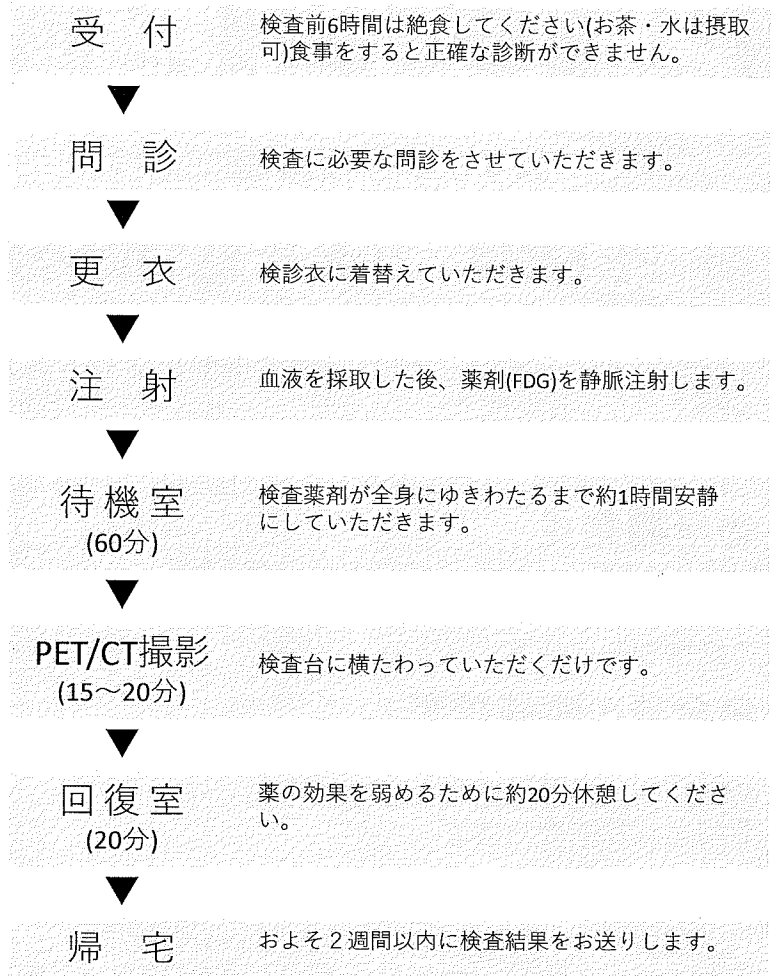 受　付
検査前6時間は絶食してください(お茶・水は摂取
可)食事をすると正確な診断ができません。
▼
問　診
検査に必要な問診をさせていただきます。
▼
更　衣
検診衣に着替えていただきます。
▼
注　射
血液を採取した後、薬剤(FDG)を静脈注射します。
▼
待 機 室
(60分)
検査薬剤が全身にゆきわたるまで約1時間安静
にしていただきます。
▼
PET/CT撮影
(15～20分)
検査台に横たわっていただくだけです。
▼
回 復 室
(20分)
薬の効果を弱めるために約20分休憩してくださ
い。
▼
帰　宅
およそ２週間以内に検査結果をお送りします。